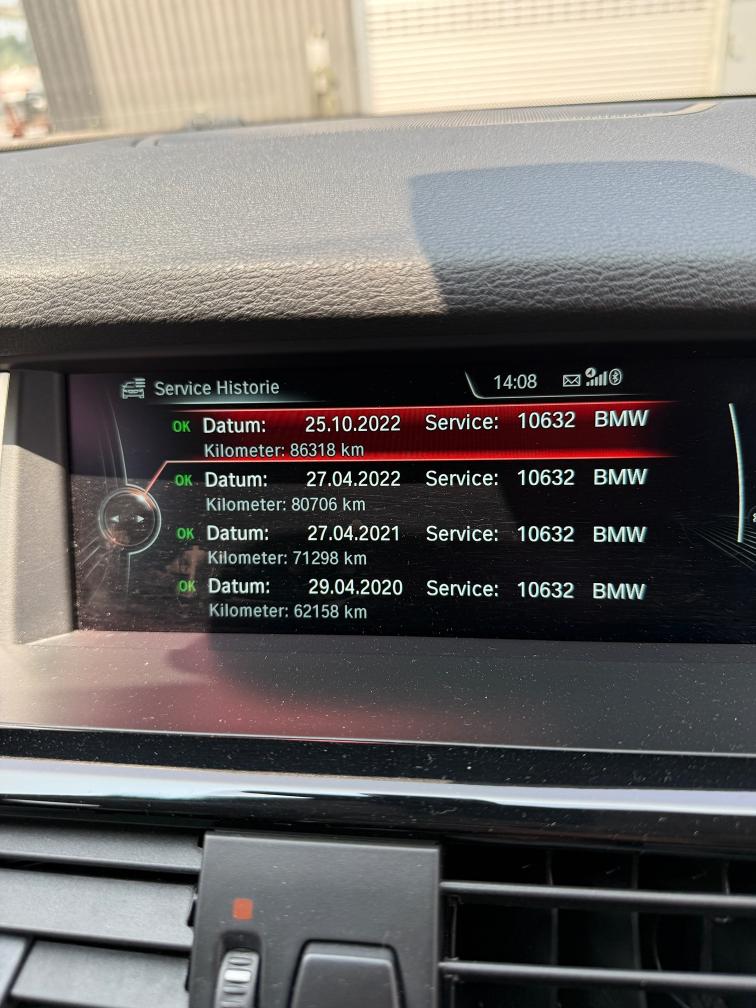 Service Historie 14:08
OK Datum: 25.10.2022 Service: 10632 BMW
Kilometer: 86318 km
OK Datum: 27.04.2022 Service: 10632 BMW
Kilometer: 80706 km
OK Datum: 27.04.2021 Service: 10632 BMW
Kilometer: 71298 km
OK Datum: 29.04.2020 Service: 10632 BMW
Kilometer: 62158 km